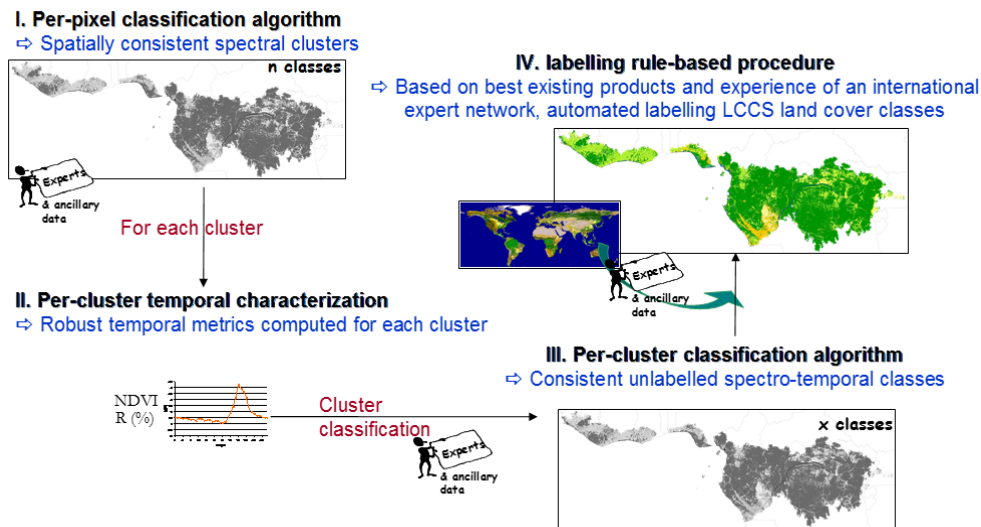 I. Per-pixel classification algorithm
⇨ Spatially consistent spectral clusters
n classes
Experts
& ancillary
data
For each cluster
II. Per-cluster temporal characterization
⇨ Robust temporal metrics computed for each cluster
NDVI
R (%)
Cluster
classification
Experts
& ancillary
data
III. Per-cluster classification algorithm
⇨ Consistent unlabelled spectro-temporal classes
x classes
IV. labelling rule-based procedure
⇨ Based on best existing products and experience of an international
expert network, automated labelling LCCS land cover classes
Experts
& ancillary
data